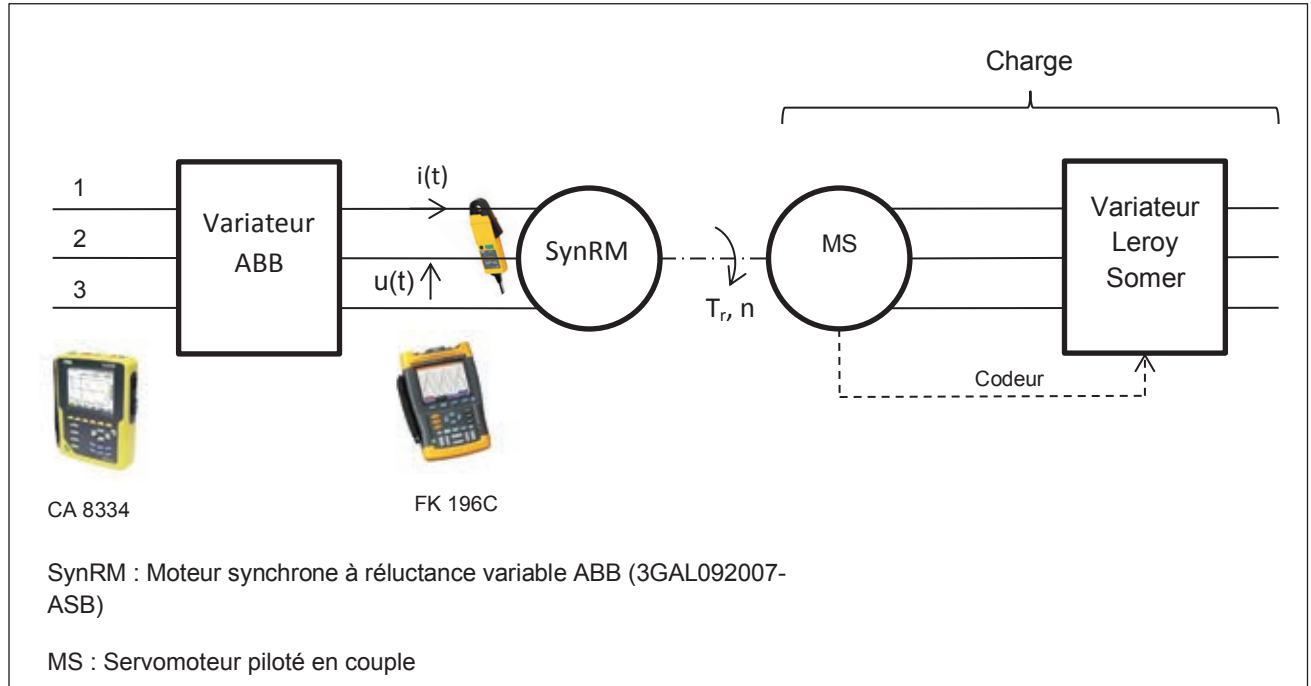 Charge
1
2
3
Variateur
ABB
i(t)
u(t)
SynRM
Tr, n
MS
Variateur
Leroy
Somer
Codeur
CA 8334
FK 196C
SynRM : Moteur synchrone à réluctance variable ABB (3GAL092007-
ASB)
MS : Servomoteur piloté en couple